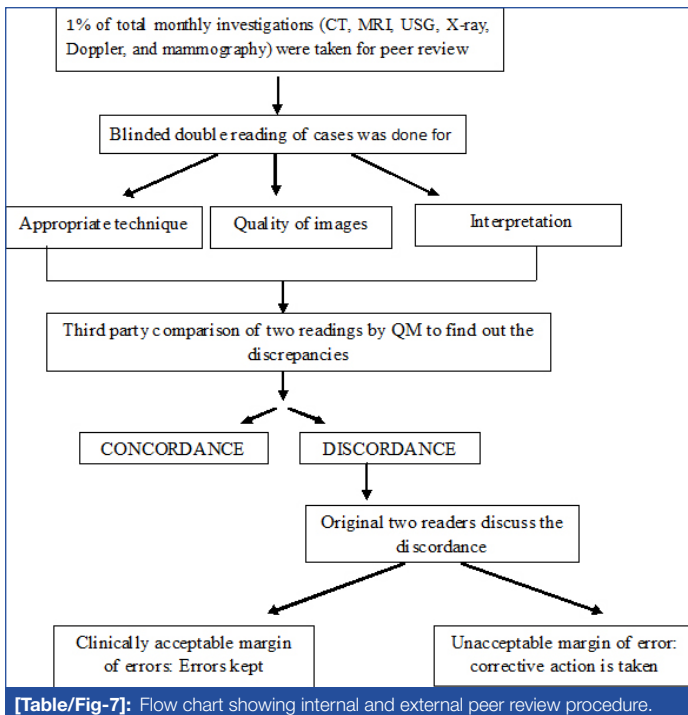 1% of total monthly investigations (CT, MRI, USG, X-ray,
Doppler, and mammography) were taken for peer review
Blinded double reading of cases was done for
Appropriate technique
Quality of images
Interpretation
Third party comparison of two readings by QM to find out the
discrepancies
CONCORDANCE
DISCORDANCE
Original two readers discuss the
discordance
Clinically acceptable margin
of errors: Errors kept
Unacceptable margin of error:
corrective action is taken
[Table/Fig-7]: Flow chart showing internal and external peer review procedure.